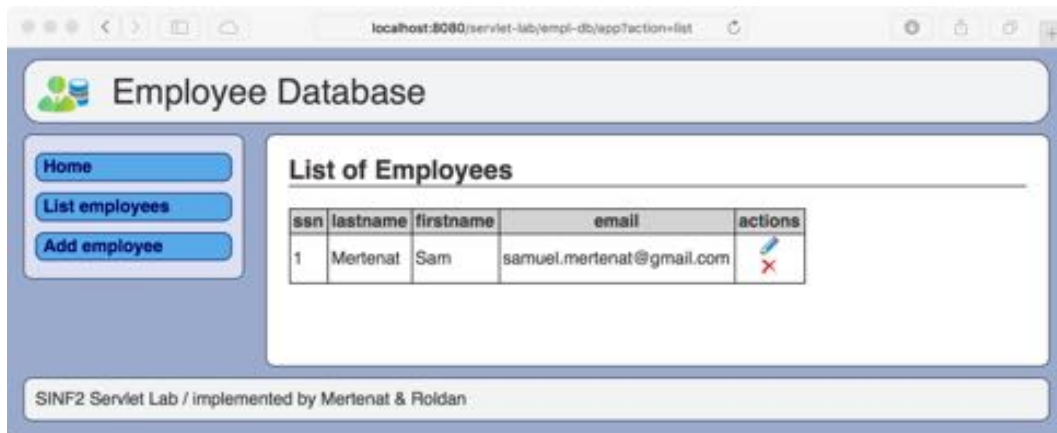 localhost:8080/servlet-lab/empl-db/app?action=list
Employee Database
Home
List employees
Add employee
List of Employees
ssn lastname firstname email actions
1 Mertenat Sam samuel.mertenat@gmail.com
SINF2 Servlet Lab / implemented by Mertenat & Roldan